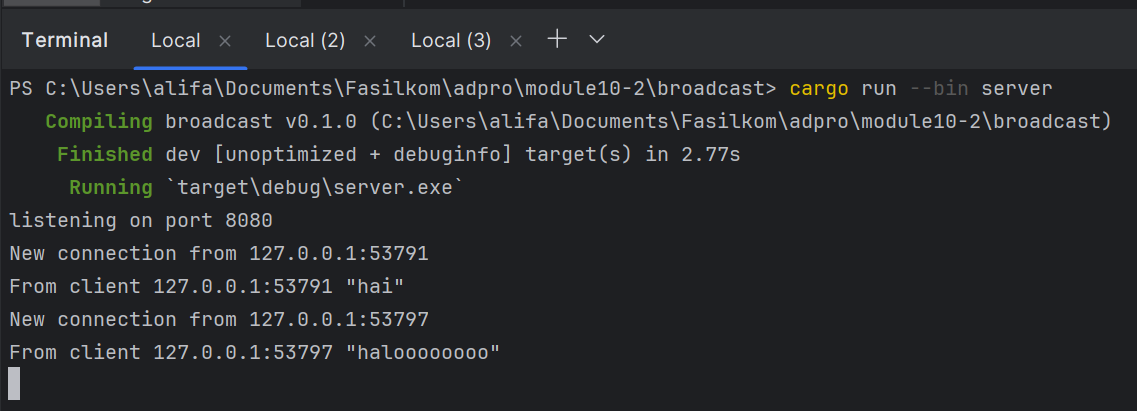 Terminal Local × Local (2) × Local (3) × +
PS C:\Users\alifa\Documents\Fasilkom\adpro\module10-2\broadcast> cargo run --bin server
Compiling broadcast v0.1.0 (C:\Users\alifa\Documents\Fasilkom\adpro\module10-2\broadcast)
Finished dev [unoptimized + debuginfo] target(s) in 2.77s
Running `target\debug\server.exe`
listening on port 8080
New connection from 127.0.0.1:53791
From client 127.0.0.1:53791 "hai"
New connection from 127.0.0.1:53797
From client 127.0.0.1:53797 "haloooooooo"